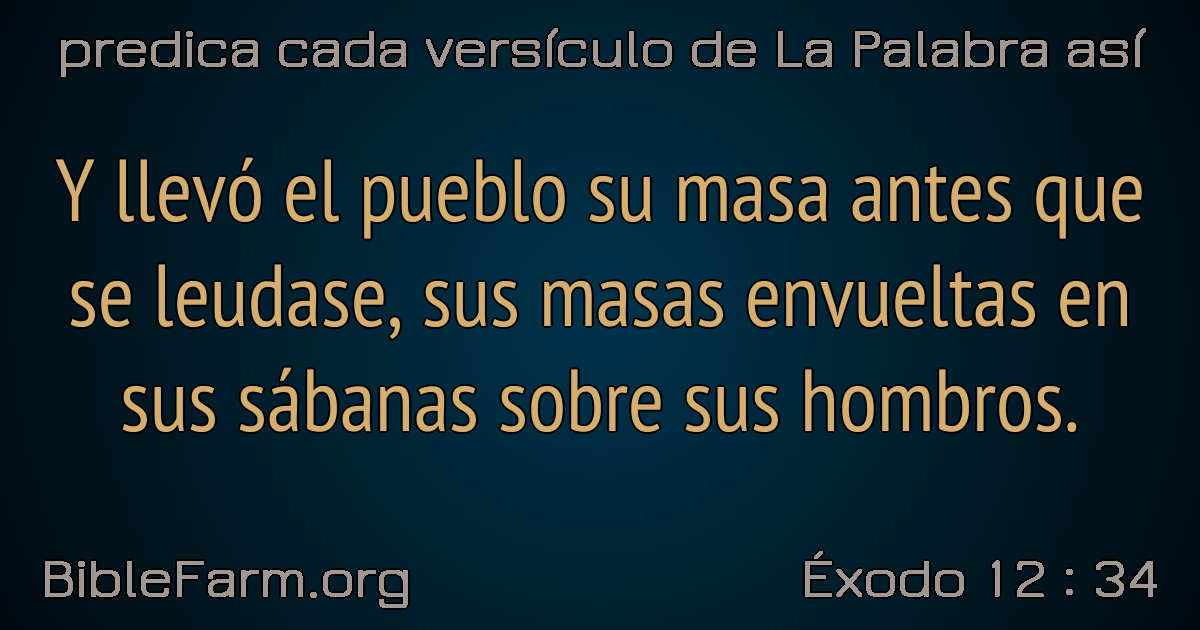 predica cada versículo de La Palabra así
Y llevó el pueblo su masa antes que
se leudase, sus masas envueltas en
sus sábanas sobre sus hombros.
BibleFarm.org
Éxodo 12 : 34